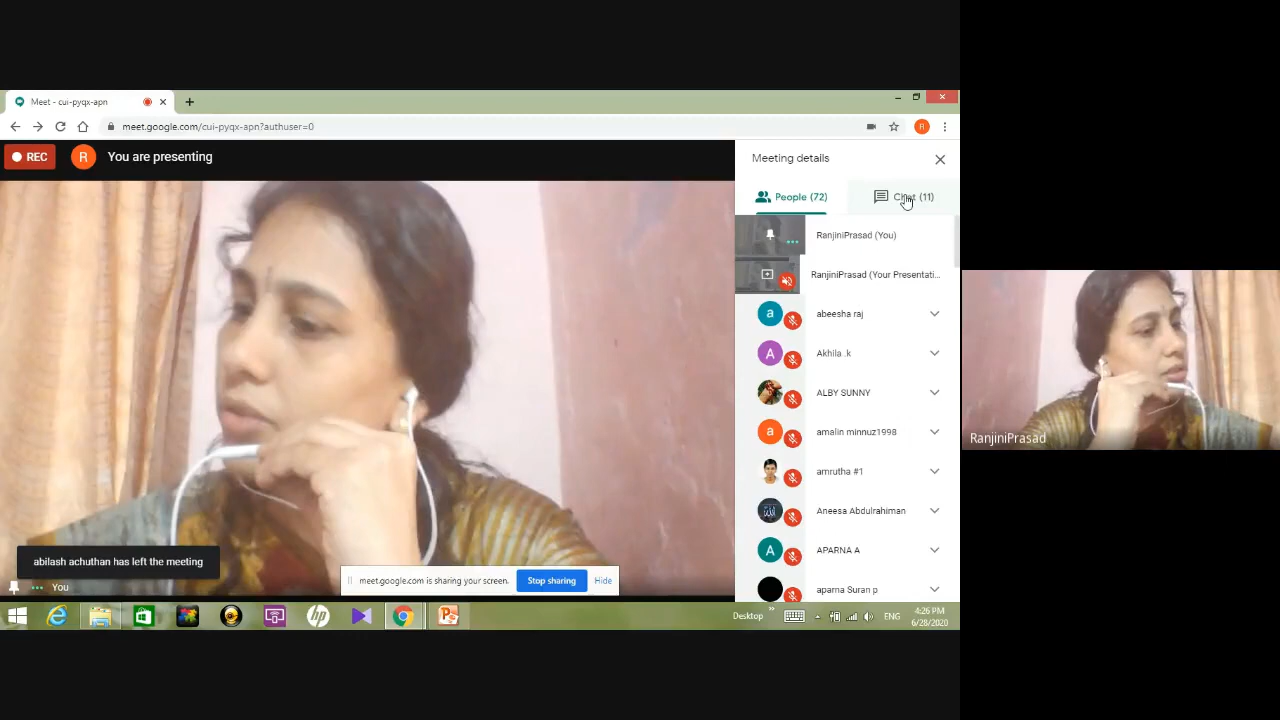 Meet - cui-pyqx-apn
meet.google.com/cui-pyqx-apn?authuser=0
R
REC
R
You are presenting
Meeting details
People (72)
Chat (11)
RanjiniPrasad (You)
RanjiniPrasad (Your Presentati...
a
abeesha raj
A
Akhila .k
ALBY SUNNY
a
amalin minnuz1998
amrutha #1
Aneesa Abdulrahiman
A
APARNA A
aparna Suran p
abilash achuthan has left the meeting
You
meet.google.com is sharing your screen.
Stop sharing
Hide
hp
Desktop
ENG
4:26 PM
6/28/2020
RanjiniPrasad